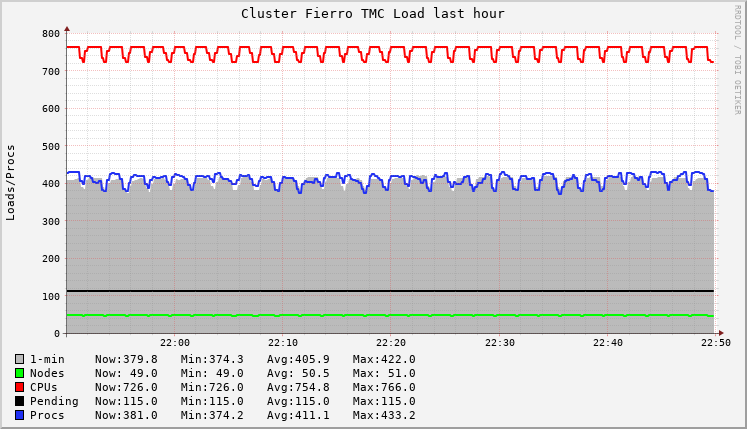 Cluster Fierro TMC Load last hour
RRDTOOL / TOBI OETIKER
Loads/Procs
800
700
600
500
400
300
200
100
0
22:00 22:10 22:20 22:30 22:40 22:50
1-min Now:379.8 Min:374.3 Avg:405.9 Max:422.0
Nodes Now: 49.0 Min: 49.0 Avg: 50.5 Max: 51.0
CPUs Now:726.0 Min:726.0 Avg:754.8 Max:766.0
Pending Now:115.0 Min:115.0 Avg:115.0 Max:115.0
Procs Now:381.0 Min:374.2 Avg:411.1 Max:433.2